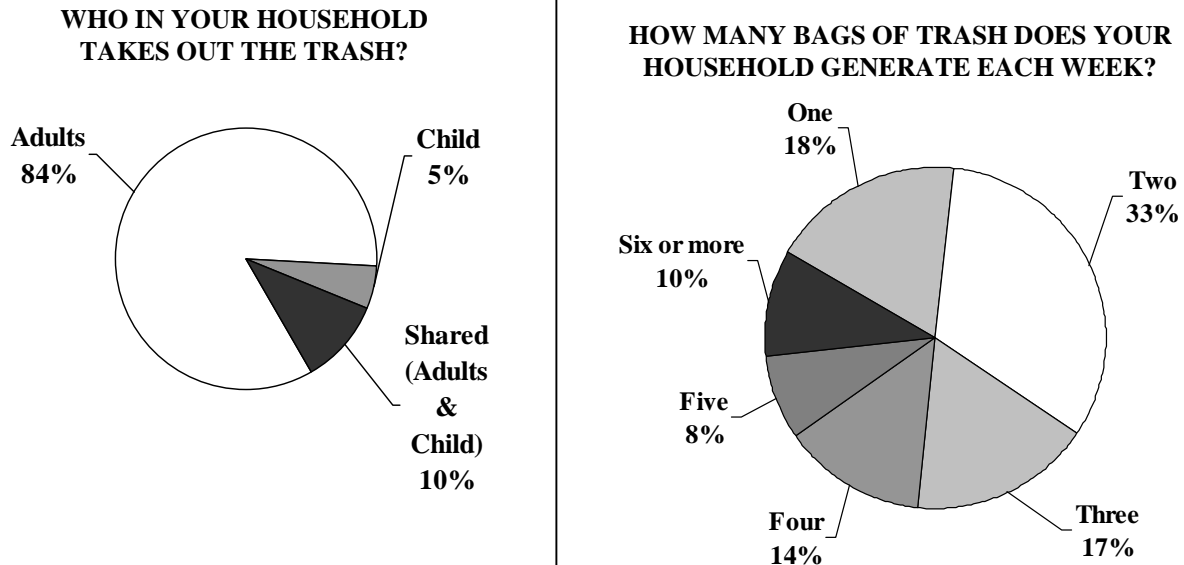 WHO IN YOUR HOUSEHOLD
TAKES OUT THE TRASH?
Adults
84%
Child
5%
Shared
(Adults
&
Child)
10%
HOW MANY BAGS OF TRASH DOES YOUR
HOUSEHOLD GENERATE EACH WEEK?
One
18%
Two
33%
Six or more
10%
Five
8%
Four
14%
Three
17%